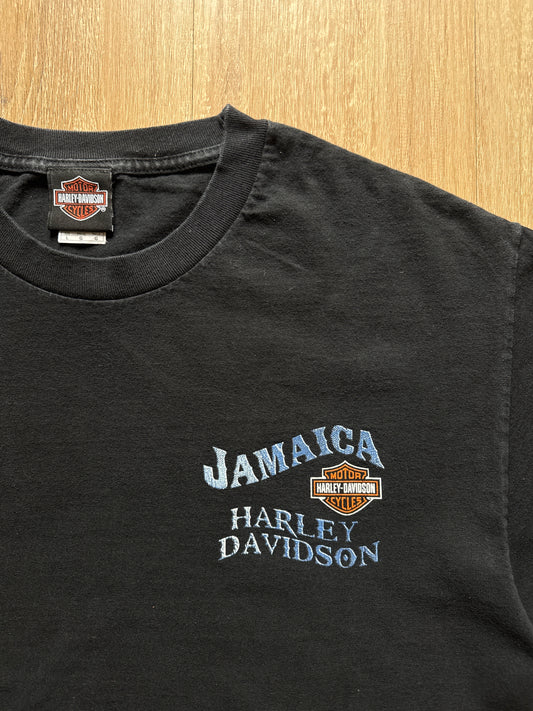 MOTOR
HARLEY-DAVIDSON
CYCLES
®
JAMAICA
MOTOR
HARLEY-DAVIDSON
CYCLES
HARLEY
DAVIDSON